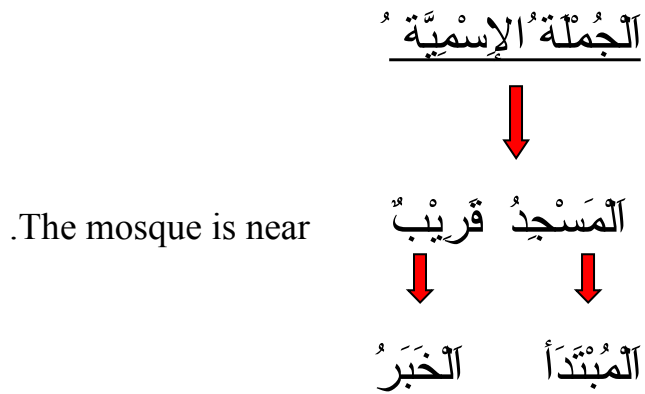 اَلْجُمْلَة ُالإِسْمِيَّة ُ
اَلْمَسْجِدُ قَرِيْبٌ
.The mosque is near
اَلْمُبْتَدَأ اَلْخَبَر ُ